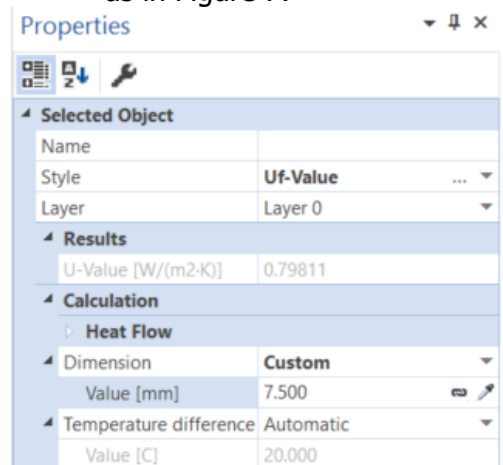 Properties
Selected Object
Name
Style Uf-Value ...
Layer Layer 0
Results
U-Value [W/(m2·K)] 0.79811
Calculation
Heat Flow
Dimension Custom
Value [mm] 7.500
Temperature difference Automatic
Value [C] 20.000